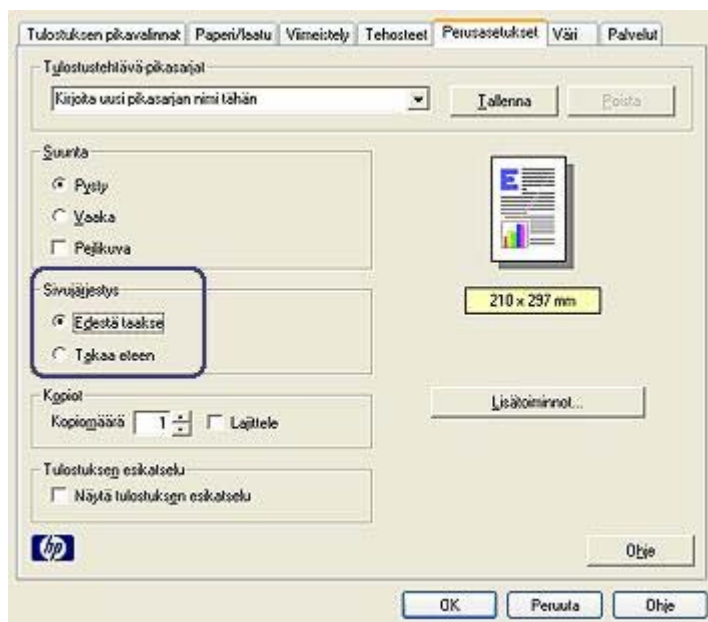 Tulostuksen pikavalinnat Paperi/laatu Viimeistely Tehosteet Perusasetukset Väri Palvelut
Tulostustehtävä-pikasarjat
Kirjoita uusi pikasarjan nimi tähän Tallenna Poista
Suunta
Pysty
Vaaka
Peilikuva
E
210 x 297 mm
Sivujärjestys
Edestä taakse
Takaa eteen
Kopiot
Kopiomäärä 1 Lajittele
Lisätoiminnot...
Tulostuksen esikatselu
Näytä tulostuksen esikatselu
hp
Ohje
OK Peruuta Ohje